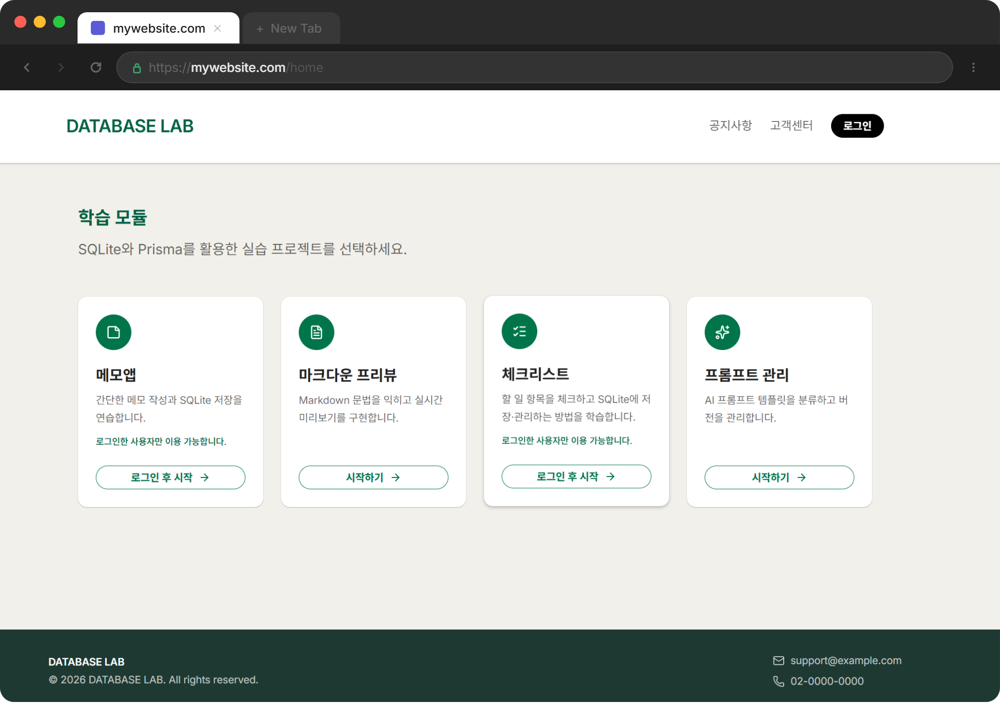 mywebsite.com
+ New Tab
https://mywebsite.com/home
DATABASE LAB
공지사항
고객센터
로그인
학습 모듈
SQLite와 Prisma를 활용한 실습 프로젝트를 선택하세요.
메모앱
간단한 메모 작성과 SQLite 저장을
연습합니다.
로그인한 사용자만 이용 가능합니다.
로그인 후 시작 →
마크다운 프리뷰
Markdown 문법을 익히고 실시간
미리보기를 구현합니다.
시작하기 →
체크리스트
할 일 항목을 체크하고 SQLite에 저
장·관리하는 방법을 학습합니다.
로그인한 사용자만 이용 가능합니다.
로그인 후 시작 →
프롬프트 관리
AI 프롬프트 템플릿을 분류하고 버
전을 관리합니다.
시작하기 →
DATABASE LAB
© 2026 DATABASE LAB. All rights reserved.
support@example.com
02-0000-0000